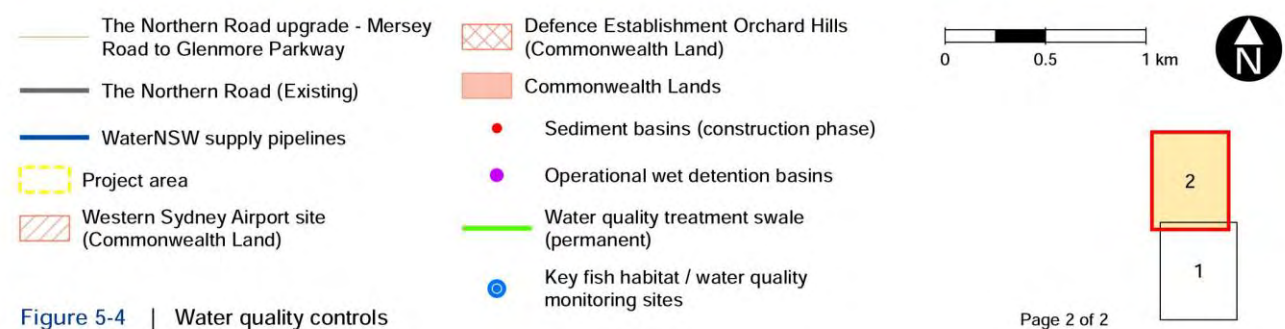 The Northern Road upgrade - Mersey
Road to Glenmore Parkway
The Northern Road (Existing)
WaterNSW supply pipelines
Project area
Western Sydney Airport site
(Commonwealth Land)
Defence Establishment Orchard Hills
(Commonwealth Land)
Commonwealth Lands
Sediment basins (construction phase)
Operational wet detention basins
Water quality treatment swale
(permanent)
Key fish habitat / water quality
monitoring sites
0 0.5 1 km
N
2
1
Figure 5-4 | Water quality controls
Page 2 of 2